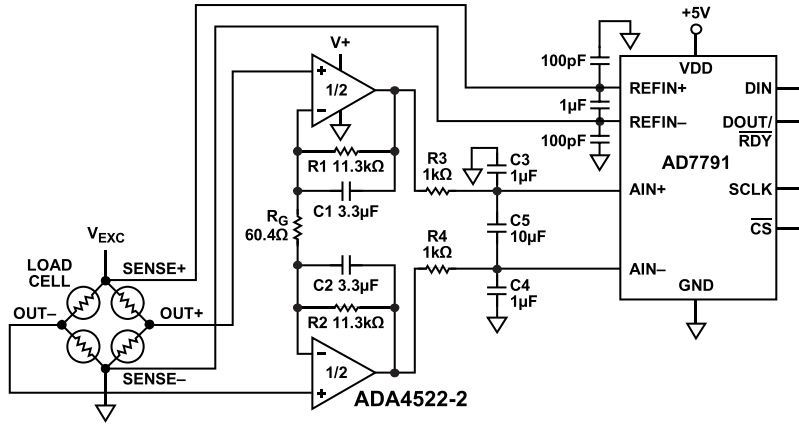 +5V
V+
100pF
VDD
+
1/2
–
REFIN+
DIN
1µF
REFIN–
DOUT/
RDY
100pF
R1 11.3kΩ
R3
1kΩ
C3
1µF
AD7791
C1 3.3µF
AIN+
SCLK
RG
60.4Ω
C5
10µF
CS
VEXC
R4
1kΩ
LOAD
CELL
SENSE+
C2 3.3µF
AIN–
OUT–
OUT+
C4
1µF
GND
R2 11.3kΩ
–
1/2
+
SENSE–
ADA4522-2